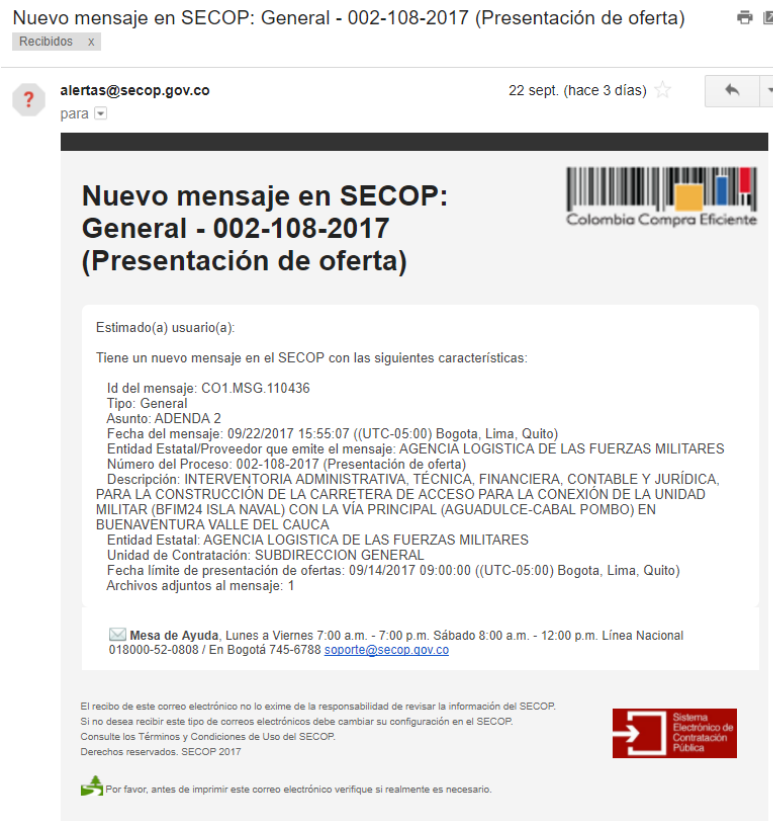 Nuevo mensaje en SECOP: General - 002-108-2017 (Presentación de oferta)
Recibidos x
alertas@secop.gov.co
22 sept. (hace 3 días)
para
Nuevo mensaje en SECOP:
General - 002-108-2017
(Presentación de oferta)
Colombia Compra Eficiente
Estimado(a) usuario(a):
Tiene un nuevo mensaje en el SECOP con las siguientes características:
Id del mensaje: CO1.MSG.110436
Tipo: General
Asunto: ADENDA 2
Fecha del mensaje: 09/22/2017 15:55:07 ((UTC-05:00) Bogota, Lima, Quito)
Entidad Estatal/Proveedor que emite el mensaje: AGENCIA LOGISTICA DE LAS FUERZAS MILITARES
Número del Proceso: 002-108-2017 (Presentación de oferta)
Descripción: INTERVENTORIA ADMINISTRATIVA, TÉCNICA, FINANCIERA, CONTABLE Y JURÍDICA,
PARA LA CONSTRUCCIÓN DE LA CARRETERA DE ACCESO PARA LA CONEXIÓN DE LA UNIDAD
MILITAR (BFIM24 ISLA NAVAL) CON LA VÍA PRINCIPAL (AGUADULCE-CABAL POMBO) EN
BUENAVENTURA VALLE DEL CAUCA
Entidad Estatal: AGENCIA LOGISTICA DE LAS FUERZAS MILITARES
Unidad de Contratación: SUBDIRECCION GENERAL
Fecha límite de presentación de ofertas: 09/14/2017 09:00:00 ((UTC-05:00) Bogota, Lima, Quito)
Archivos adjuntos al mensaje: 1
Mesa de Ayuda, Lunes a Viernes 7:00 a.m. - 7:00 p.m. Sábado 8:00 a.m. - 12:00 p.m. Línea Nacional
018000-52-0808 / En Bogotá 745-6788 soporte@secop.gov.co
El recibo de este correo electrónico no lo exime de la responsabilidad de revisar la información del SECOP.
Si no desea recibir este tipo de correos electrónicos debe cambiar su configuración en el SECOP.
Consulte los Términos y Condiciones de Uso del SECOP.
Derechos reservados. SECOP 2017
Sistema
Electrónico de
Contratación
Pública
Por favor, antes de imprimir este correo electrónico verifique si realmente es necesario.